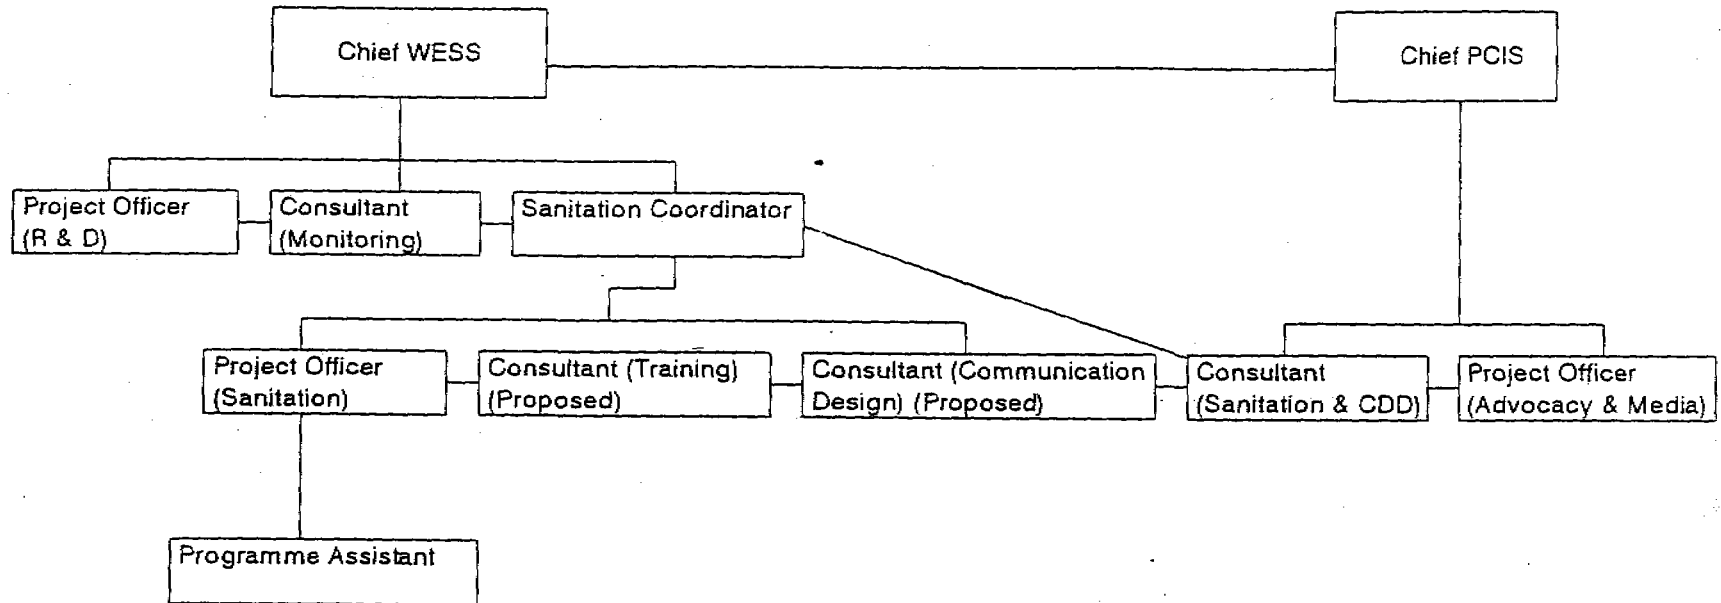 Chief WESS
Chief PCIS
Project Officer
(R & D)
Consultant
(Monitoring)
Sanitation Coordinator
Project Officer
(Sanitation)
Consultant (Training)
(Proposed)
Consultant (Communication
Design) (Proposed)
Consultant
(Sanitation & CDD)
Project Officer
(Advocacy & Media)
Programme Assistant